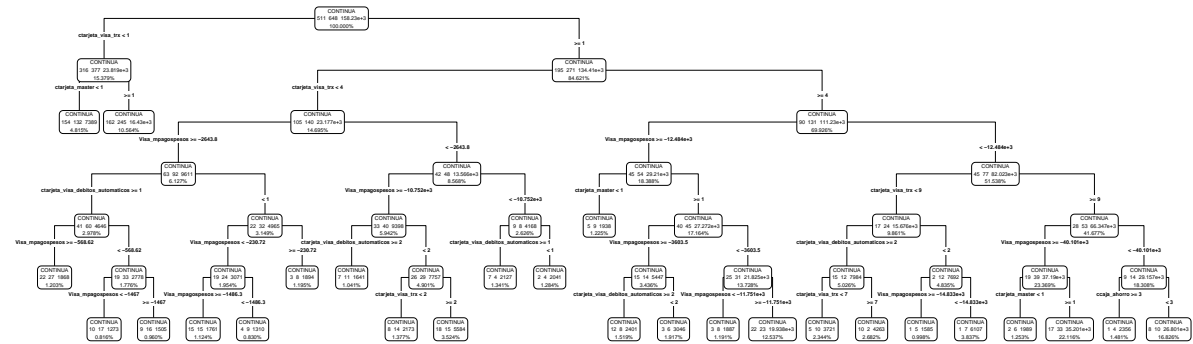 CONTINUA
511 648 158.23e+3
100.000%
ctarjeta_visa_trx < 1
>= 1
CONTINUA
316 377 23.819e+3
15.379%
CONTINUA
195 271 134.41e+3
84.621%
ctarjeta_master < 1
>= 1
ctarjeta_visa_trx < 4
>= 4
CONTINUA
154 132 7389
4.815%
CONTINUA
162 245 16.43e+3
10.564%
CONTINUA
105 140 23.177e+3
14.695%
CONTINUA
90 131 111.23e+3
69.926%
Visa_mpagospesos >= −2643.8
< −2643.8
Visa_mpagospesos >= −12.484e+3
< −12.484e+3
CONTINUA
63 92 9611
6.127%
CONTINUA
42 48 13.566e+3
8.568%
CONTINUA
45 54 29.21e+3
18.388%
CONTINUA
45 77 82.023e+3
51.538%
ctarjeta_visa_debitos_automaticos >= 1
< 1
Visa_mpagospesos >= −10.752e+3
< −10.752e+3
ctarjeta_master < 1
>= 1
ctarjeta_visa_trx < 9
>= 9
CONTINUA
41 60 4646
2.978%
CONTINUA
22 32 4965
3.149%
CONTINUA
33 40 9398
5.942%
CONTINUA
9 8 4168
2.626%
CONTINUA
5 9 1938
1.225%
CONTINUA
40 45 27.272e+3
17.164%
CONTINUA
17 24 15.676e+3
9.861%
CONTINUA
28 53 66.347e+3
41.677%
Visa_mpagospesos >= −568.62
< −568.62
Visa_mpagospesos < −230.72
>= −230.72
ctarjeta_visa_debitos_automaticos >= 2
< 2
ctarjeta_visa_debitos_automaticos >= 1
< 1
Visa_mpagospesos >= −3603.5
< −3603.5
ctarjeta_visa_debitos_automaticos >= 2
< 2
Visa_mpagospesos >= −40.101e+3
< −40.101e+3
CONTINUA
22 27 1868
1.203%
CONTINUA
19 33 2778
1.776%
CONTINUA
19 24 3071
1.954%
CONTINUA
3 8 1894
1.195%
CONTINUA
7 11 1641
1.041%
CONTINUA
26 29 7757
4.901%
CONTINUA
7 4 2127
1.341%
CONTINUA
2 4 2041
1.284%
CONTINUA
15 14 5447
3.436%
CONTINUA
25 31 21.825e+3
13.728%
CONTINUA
15 12 7984
5.026%
CONTINUA
2 12 7692
4.835%
CONTINUA
19 39 37.19e+3
23.369%
CONTINUA
9 14 29.157e+3
18.308%
Visa_mpagospesos < −1467
>= −1467
Visa_mpagospesos >= −1486.3
< −1486.3
ctarjeta_visa_trx < 2
>= 2
ctarjeta_visa_debitos_automaticos >= 2
< 2
Visa_mpagospesos < −11.751e+3
>= −11.751e+3
ctarjeta_visa_trx < 7
>= 7
Visa_mpagospesos >= −14.833e+3
< −14.833e+3
ctarjeta_master < 1
>= 1
ccaja_ahorro >= 3
< 3
CONTINUA
10 17 1273
0.816%
CONTINUA
9 16 1505
0.960%
CONTINUA
15 15 1761
1.124%
CONTINUA
4 9 1310
0.830%
CONTINUA
8 14 2173
1.377%
CONTINUA
18 15 5584
3.524%
CONTINUA
12 8 2401
1.519%
CONTINUA
3 6 3046
1.917%
CONTINUA
3 8 1887
1.191%
CONTINUA
22 23 19.938e+3
12.537%
CONTINUA
5 10 3721
2.344%
CONTINUA
10 2 4263
2.682%
CONTINUA
1 5 1585
0.998%
CONTINUA
1 7 6107
3.837%
CONTINUA
2 6 1989
1.253%
CONTINUA
17 33 35.201e+3
22.116%
CONTINUA
1 4 2356
1.481%
CONTINUA
8 10 26.801e+3
16.826%